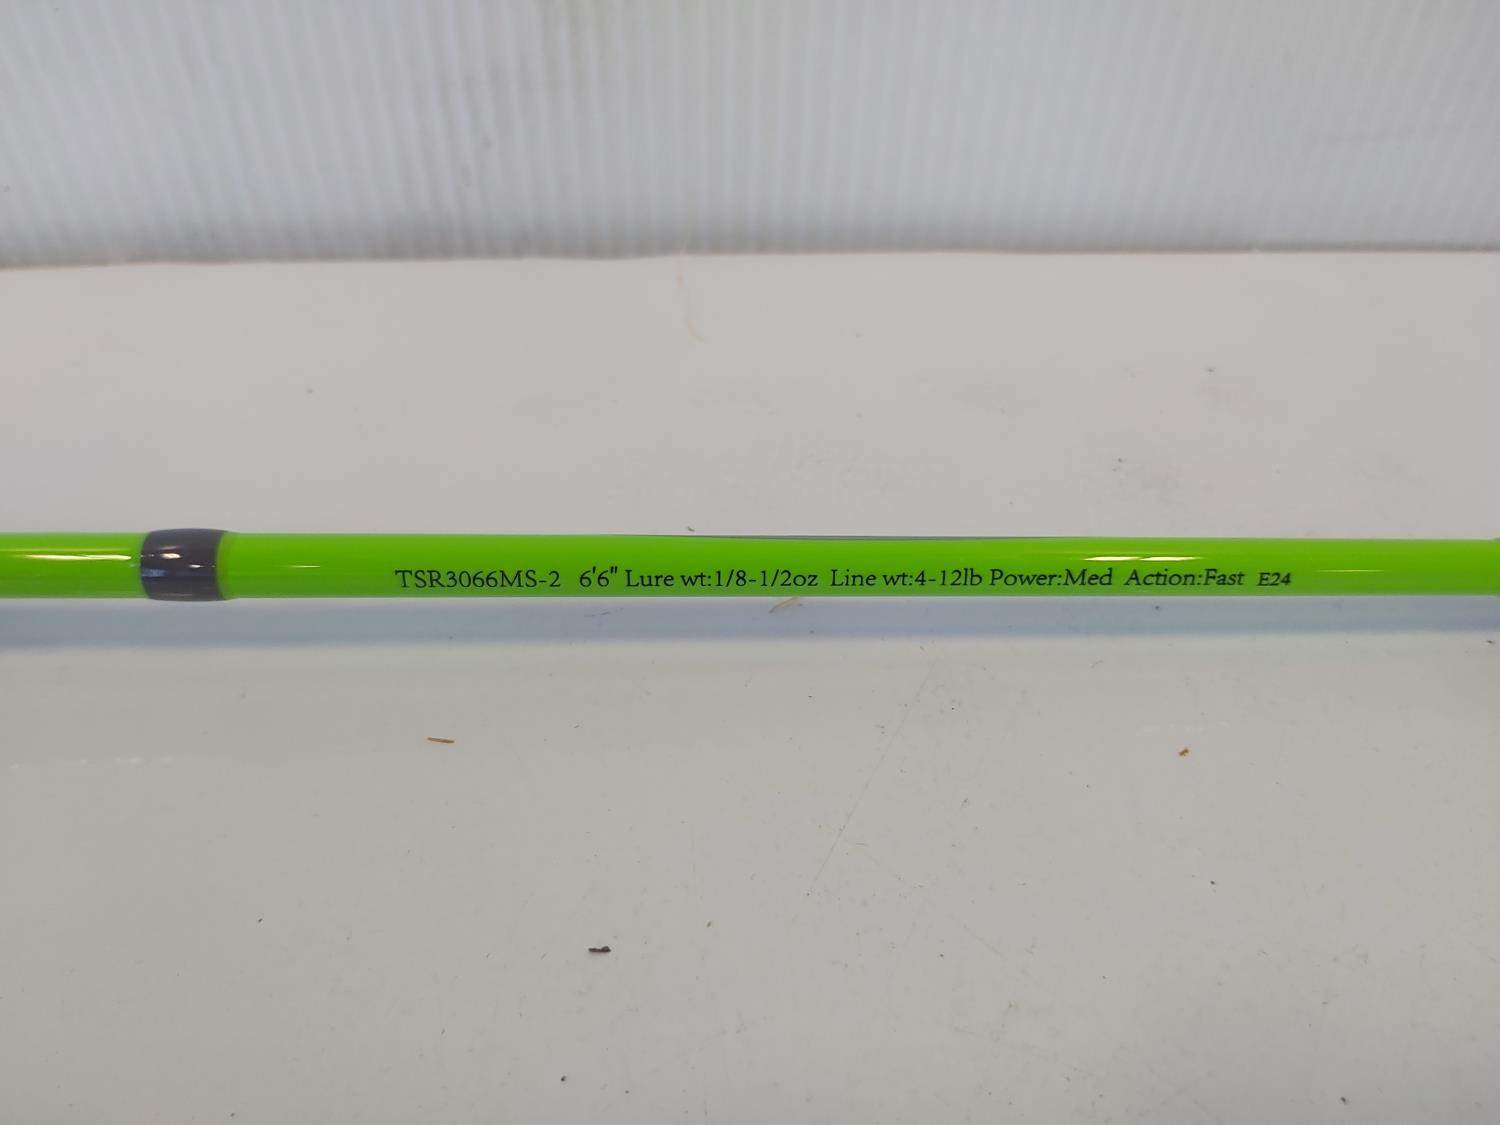 TSR3066MS-2 6'6" Lure wt:1/8-1/2oz Line wt:4-12lb Power:Med Action:Fast E24